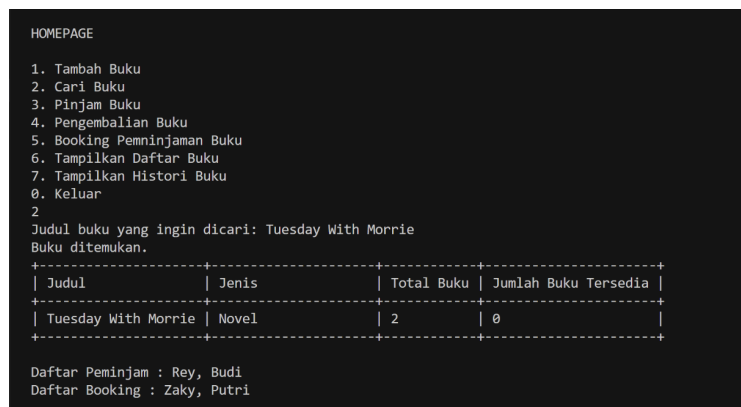 HOMEPAGE
1. Tambah Buku
2. Cari Buku
3. Pinjam Buku
4. Pengembalian Buku
5. Booking Pemninjaman Buku
6. Tampilkan Daftar Buku
7. Tampilkan Histori Buku
0. Keluar
2
Judul buku yang ingin dicari: Tuesday With Morrie
Buku ditemukan.
+---------------------+--------------------+------------+----------------------+
| Judul | Jenis | Total Buku | Jumlah Buku Tersedia |
+---------------------+--------------------+------------+----------------------+
| Tuesday With Morrie | Novel | 2 | 0 |
+---------------------+--------------------+------------+----------------------+
Daftar Peminjam : Rey, Budi
Daftar Booking : Zaky, Putri